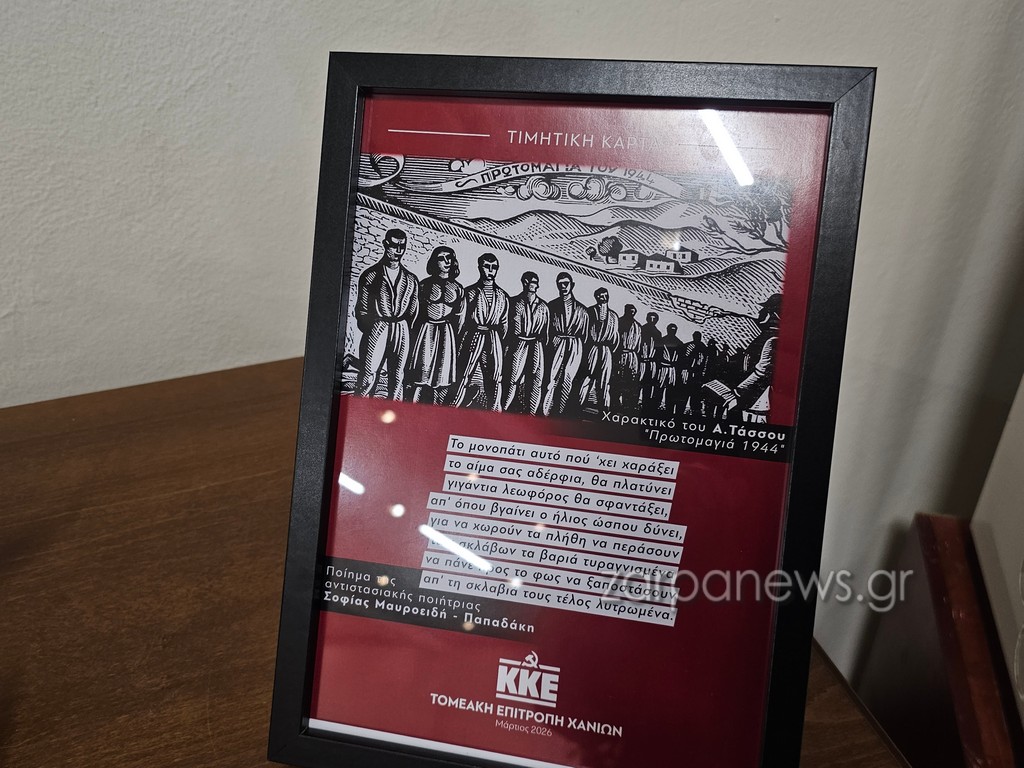 ΤΙΜΗΤΙΚΗ ΚΑΡΤΑ
ΠΡΩΤΟΜΑΓΙΑ ΤΟΥ 1944
Χαρακτικό του Α.Τάσσου
"Πρωτομαγιά 1944"
Το μονοπάτι αυτό πού 'χει χαράξει
το αίμα σας αδέρφια, θα πλατύνει
γιγάντια λεωφόρος θα σφαντάξει,
απ' όπου βγαίνει ο ήλιος ώσπου δύνει,
για να χωρούν τα πλήθη να περάσουν
σκλάβων τα βαριά τυραγνισμένα
να πάνε προς το φως να ξαποστάσουν
απ' τη σκλαβιά τους τέλος λυτρωμένα.
Ποίημα της
αντιστασιακής ποιήτριας
Σοφίας Μαυροειδή - Παπαδάκη
zarpanews.gr
ΚΚΕ
ΤΟΜΕΑΚΗ ΕΠΙΤΡΟΠΗ ΧΑΝΙΩΝ
Μάρτιος 2026